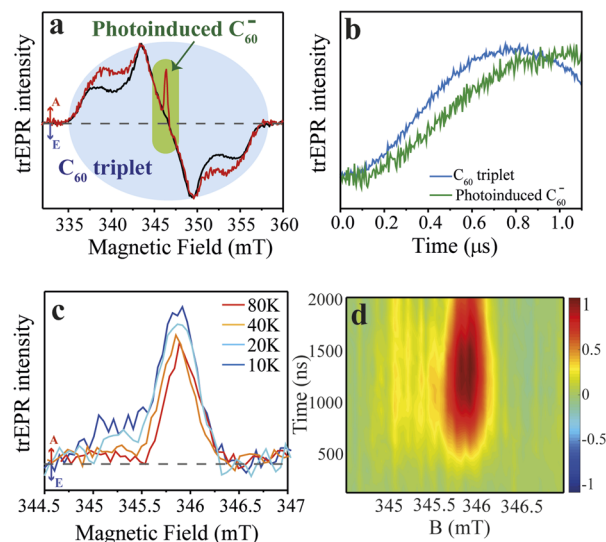 a
Photoinduced C60-
trEPR intensity
A
E
C60 triplet
335 340 345 350 355 360
Magnetic Field (mT)
b
trEPR intensity
C60 triplet
Photoinduced C60-
0.0 0.2 0.4 0.6 0.8 1.0
Time (µs)
c
80K
40K
20K
10K
trEPR intensity
A
E
344.5 345 345.5 346 346.5 347
Magnetic Field (mT)
d
2000
1500
1000
500
Time (ns)
345 345.5 346 346.5
B (mT)
1
0.5
0
-0.5
-1